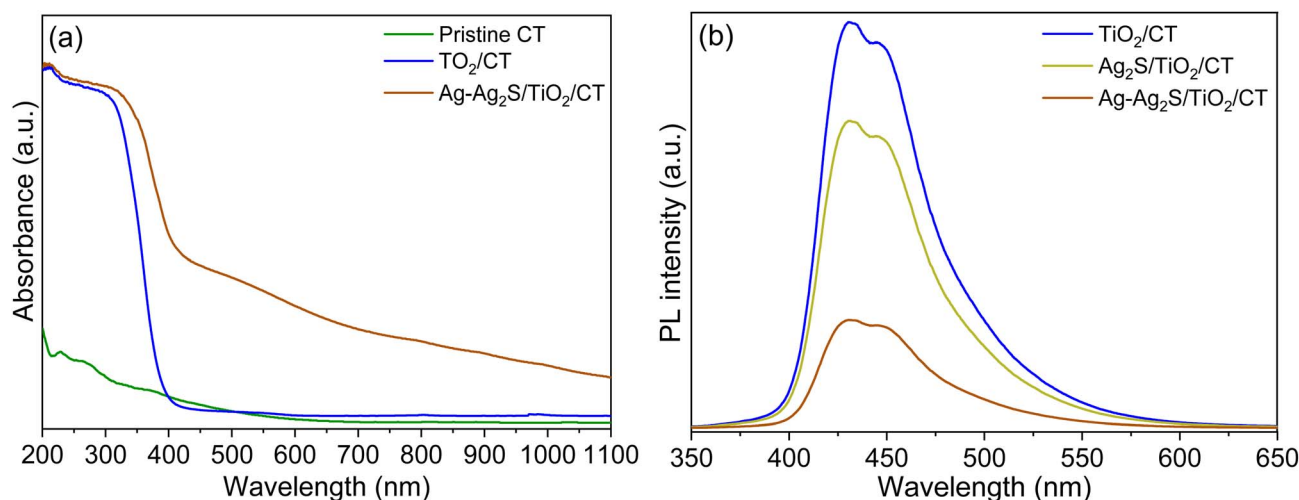 (a)
Pristine CT
TO₂/CT
Ag-Ag₂S/TiO₂/CT
Absorbance (a.u.)
200 300 400 500 600 700 800 900 1000 1100
Wavelength (nm)
(b)
TiO₂/CT
Ag₂S/TiO₂/CT
Ag-Ag₂S/TiO₂/CT
PL intensity (a.u.)
350 400 450 500 550 600 650
Wavelength (nm)